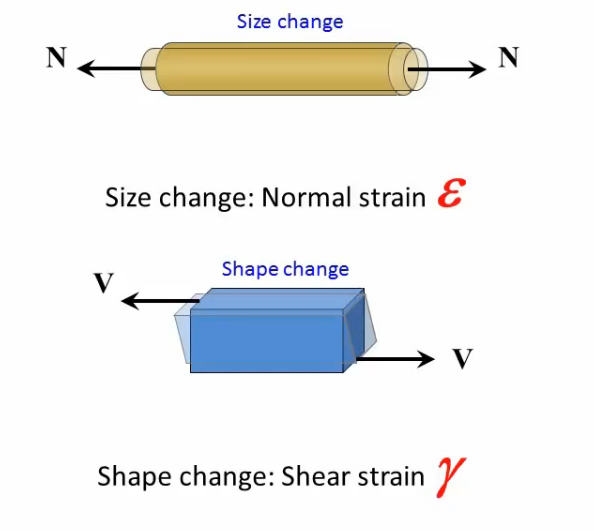 Size change
N N
Size change: Normal strain ε
Shape change
V
V
Shape change: Shear strain γ